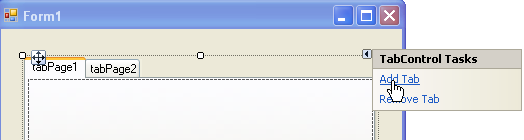 Form1
tabPage1 tabPage2
TabControl Tasks
Add Tab
Remove Tab